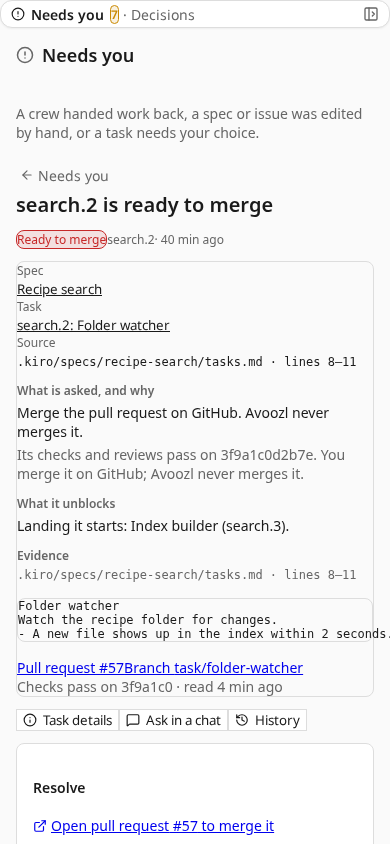 Needs you 7 · Decisions
Needs you
A crew handed work back, a spec or issue was edited
by hand, or a task needs your choice.
← Needs you
search.2 is ready to merge
Ready to merge search.2 · 40 min ago
Spec
Recipe search
Task
search.2: Folder watcher
Source
.kiro/specs/recipe-search/tasks.md · lines 8–11
What is asked, and why
Merge the pull request on GitHub. Avoozl never
merges it.
Its checks and reviews pass on 3f9a1c0d2b7e. You
merge it on GitHub; Avoozl never merges it.
What it unblocks
Landing it starts: Index builder (search.3).
Evidence
.kiro/specs/recipe-search/tasks.md · lines 8–11
Folder watcher
Watch the recipe folder for changes.
- A new file shows up in the index within 2 seconds.
Pull request #57Branch task/folder-watcher
Checks pass on 3f9a1c0 · read 4 min ago
Task details Ask in a chat History
Resolve
Open pull request #57 to merge it